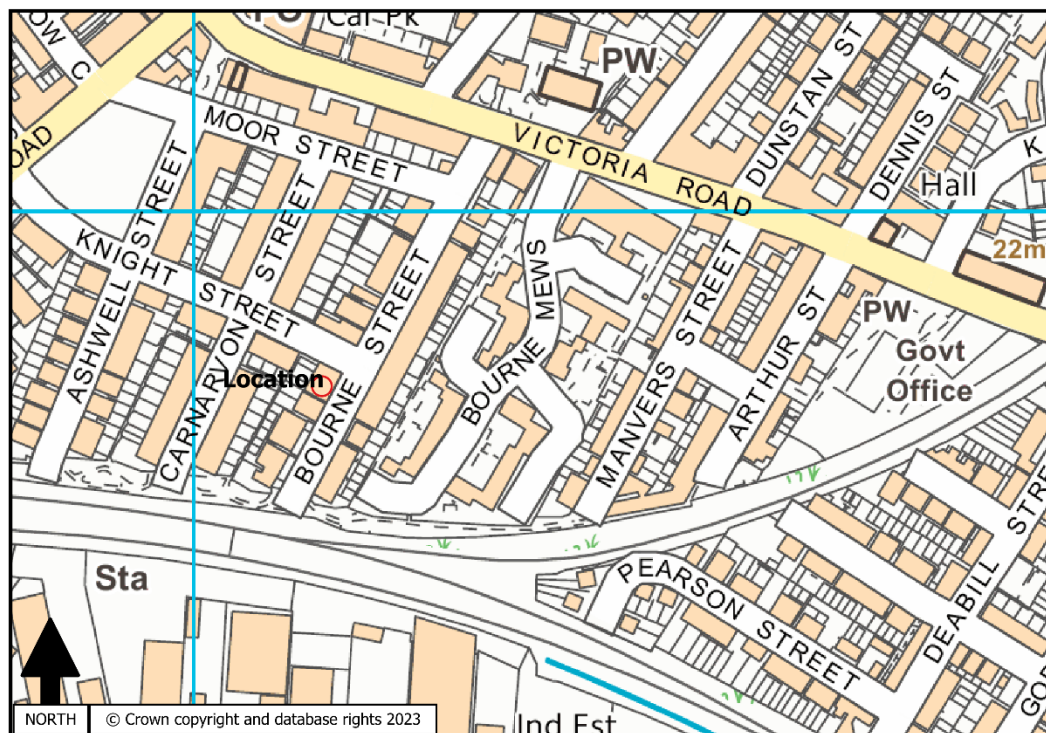 Car Pk
PW
DUNSTAN ST
DENNIS ST
MOOR STREET
VICTORIA ROAD
ROAD
K
Hall
22m
ASHWELL STREET
KNIGHT STREET
CARNARVON STREET
BOURNE STREET
BOURNE MEWS
MANVERS STREET
ARTHUR ST
PW
Govt
Office
Location
Sta
PEARSON STREET
DEABILL STREET
NORTH
© Crown copyright and database rights 2023
Ind Est